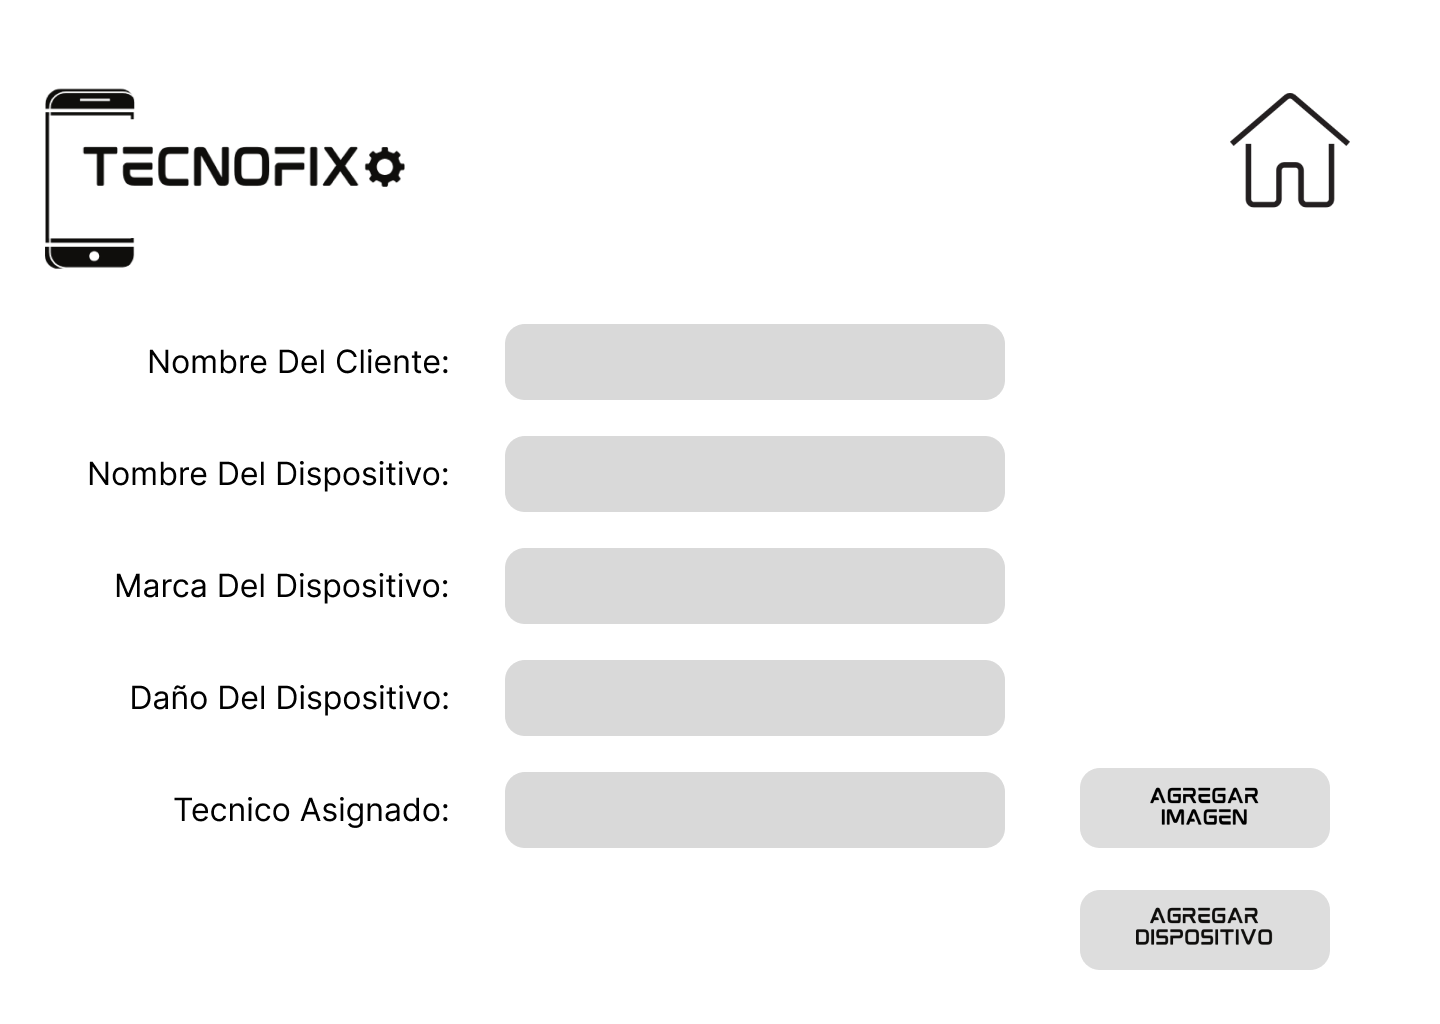 TECNOFIX
Nombre Del Cliente:
Nombre Del Dispositivo:
Marca Del Dispositivo:
Daño Del Dispositivo:
Tecnico Asignado:
AGREGAR
IMAGEN
AGREGAR
DISPOSITIVO